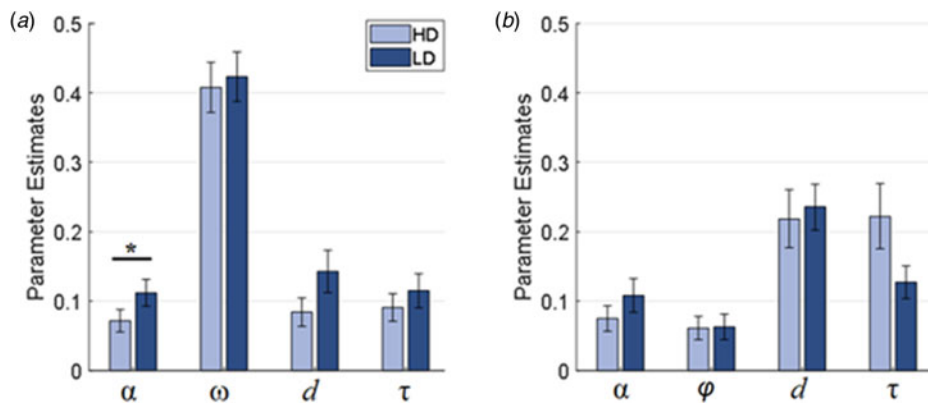 (a)
Parameter Estimates
0.5
0.4
0.3
0.2
0.1
0
HD
LD
*
α ω d τ
(b)
Parameter Estimates
0.5
0.4
0.3
0.2
0.1
0
α φ d τ